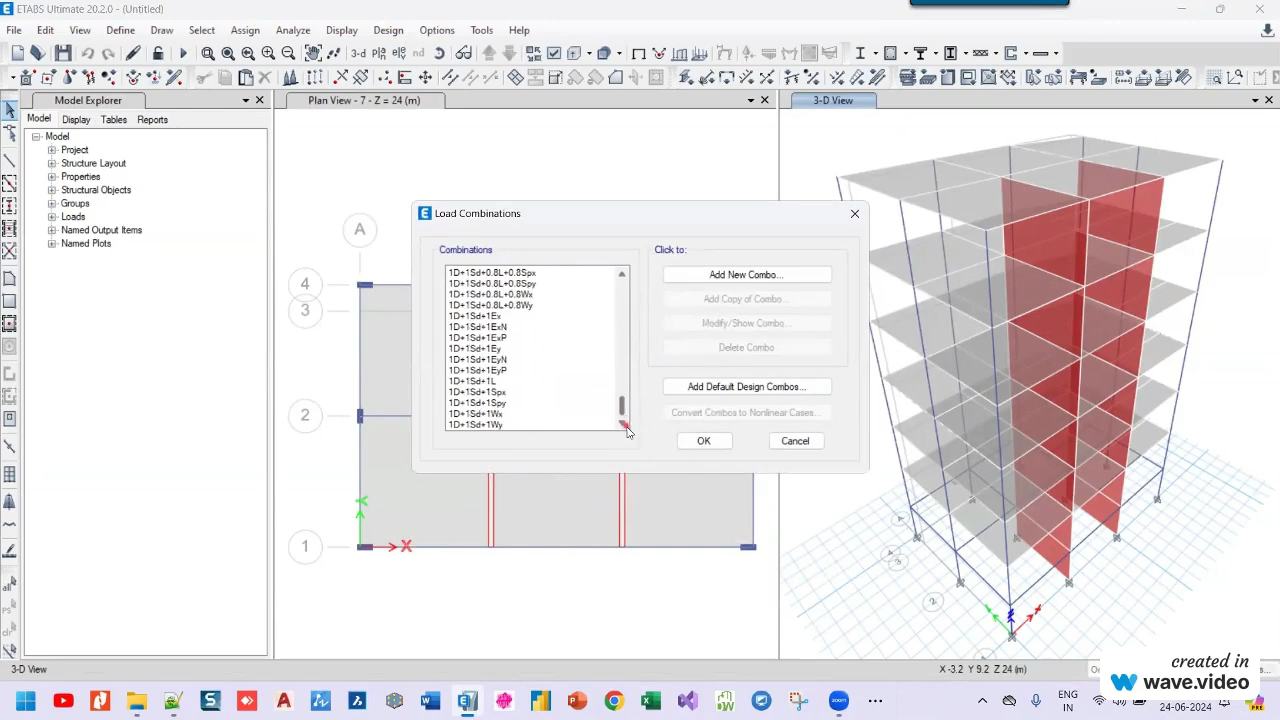 ETABS Ultimate 20.2.0 - (Untitled)
File Edit View Define Draw Select Assign Analyze Display Design Options Tools Help
3-d
nd
Model Explorer
Plan View - 7 - Z = 24 (m)
3-D View
Model Display Tables Reports
Model
Project
Structure Layout
Properties
Structural Objects
Groups
Loads
Named Output Items
Named Plots
A
4
3
2
1
X
Load Combinations
Combinations
1D+1Sd+0.8L+0.8Spx
1D+1Sd+0.8L+0.8Spy
1D+1Sd+0.8L+0.8Wx
1D+1Sd+0.8L+0.8Wy
1D+1Sd+1Ex
1D+1Sd+1ExN
1D+1Sd+1ExP
1D+1Sd+1Ey
1D+1Sd+1EyN
1D+1Sd+1EyP
1D+1Sd+1L
1D+1Sd+1Spx
1D+1Sd+1Spy
1D+1Sd+1Wx
1D+1Sd+1Wy
Click to:
Add New Combo...
Add Copy of Combo...
Modify/Show Combo...
Delete Combo
Add Default Design Combos...
Convert Combos to Nonlinear Cases...
OK
Cancel
3-D View
X -3.2 Y 9.2 Z 24 (m)
created in
wave.video
ENG
IN
24-06-2024